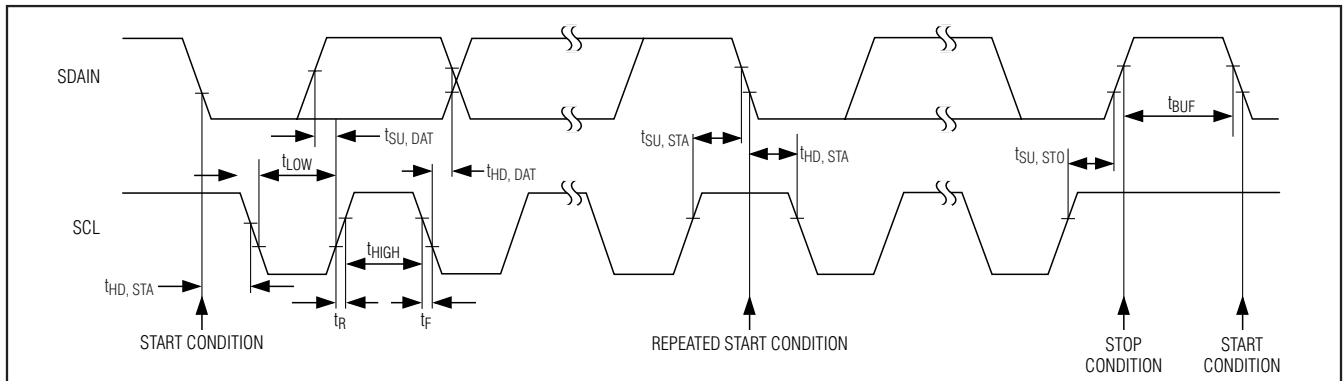 SDAIN
tBUF
tSU, DAT
tSU, STA
tHD, STA
tSU, STO
tLOW
tHD, DAT
SCL
tHIGH
tHD, STA
tR
tF
START CONDITION
REPEATED START CONDITION
STOP
CONDITION
START
CONDITION